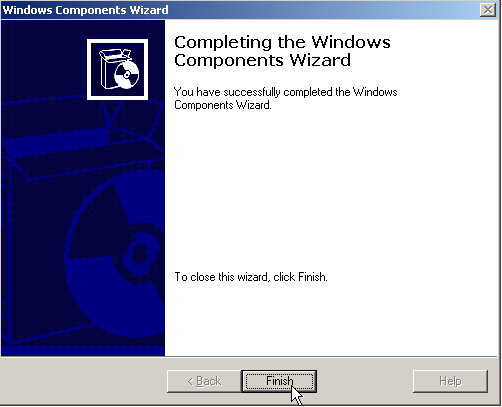 Windows Components Wizard
Completing the Windows
Components Wizard
You have successfully completed the Windows
Components Wizard.
To close this wizard, click Finish.
< Back
Finish
Help